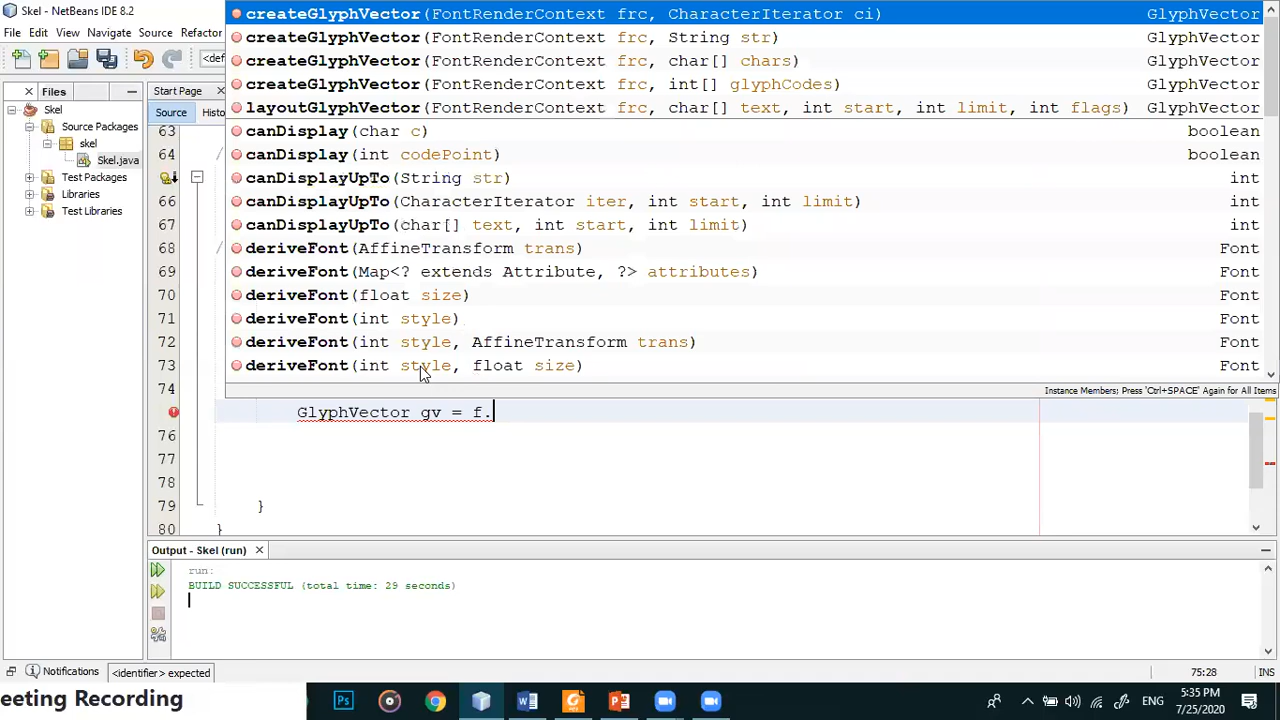 Skel - NetBeans IDE 8.2
File Edit View Navigate Source Refactor
<def
Files
Start Page
Source Histo
Skel
Source Packages
skel
Skel.java
Test Packages
Libraries
Test Libraries
createGlyphVector(FontRenderContext frc, CharacterIterator ci) GlyphVector
createGlyphVector(FontRenderContext frc, String str) GlyphVector
createGlyphVector(FontRenderContext frc, char[] chars) GlyphVector
createGlyphVector(FontRenderContext frc, int[] glyphCodes) GlyphVector
layoutGlyphVector(FontRenderContext frc, char[] text, int start, int limit, int flags) GlyphVector
canDisplay(char c) boolean
canDisplay(int codePoint) boolean
canDisplayUpTo(String str) int
canDisplayUpTo(CharacterIterator iter, int start, int limit) int
canDisplayUpTo(char[] text, int start, int limit) int
deriveFont(AffineTransform trans) Font
deriveFont(Map<? extends Attribute, ?> attributes) Font
deriveFont(float size) Font
deriveFont(int style) Font
deriveFont(int style, AffineTransform trans) Font
deriveFont(int style, float size) Font
Instance Members; Press 'Ctrl+SPACE' Again for All Items
63
64 /
66
67
68 /
69
70
71
72
73
74
GlyphVector gv = f.
76
77
78
79 }
80 }
Output - Skel (run)
run:
BUILD SUCCESSFUL (total time: 29 seconds)
Notifications <identifier> expected 75:28 INS
eeting Recording
ENG
5:35 PM
7/25/2020